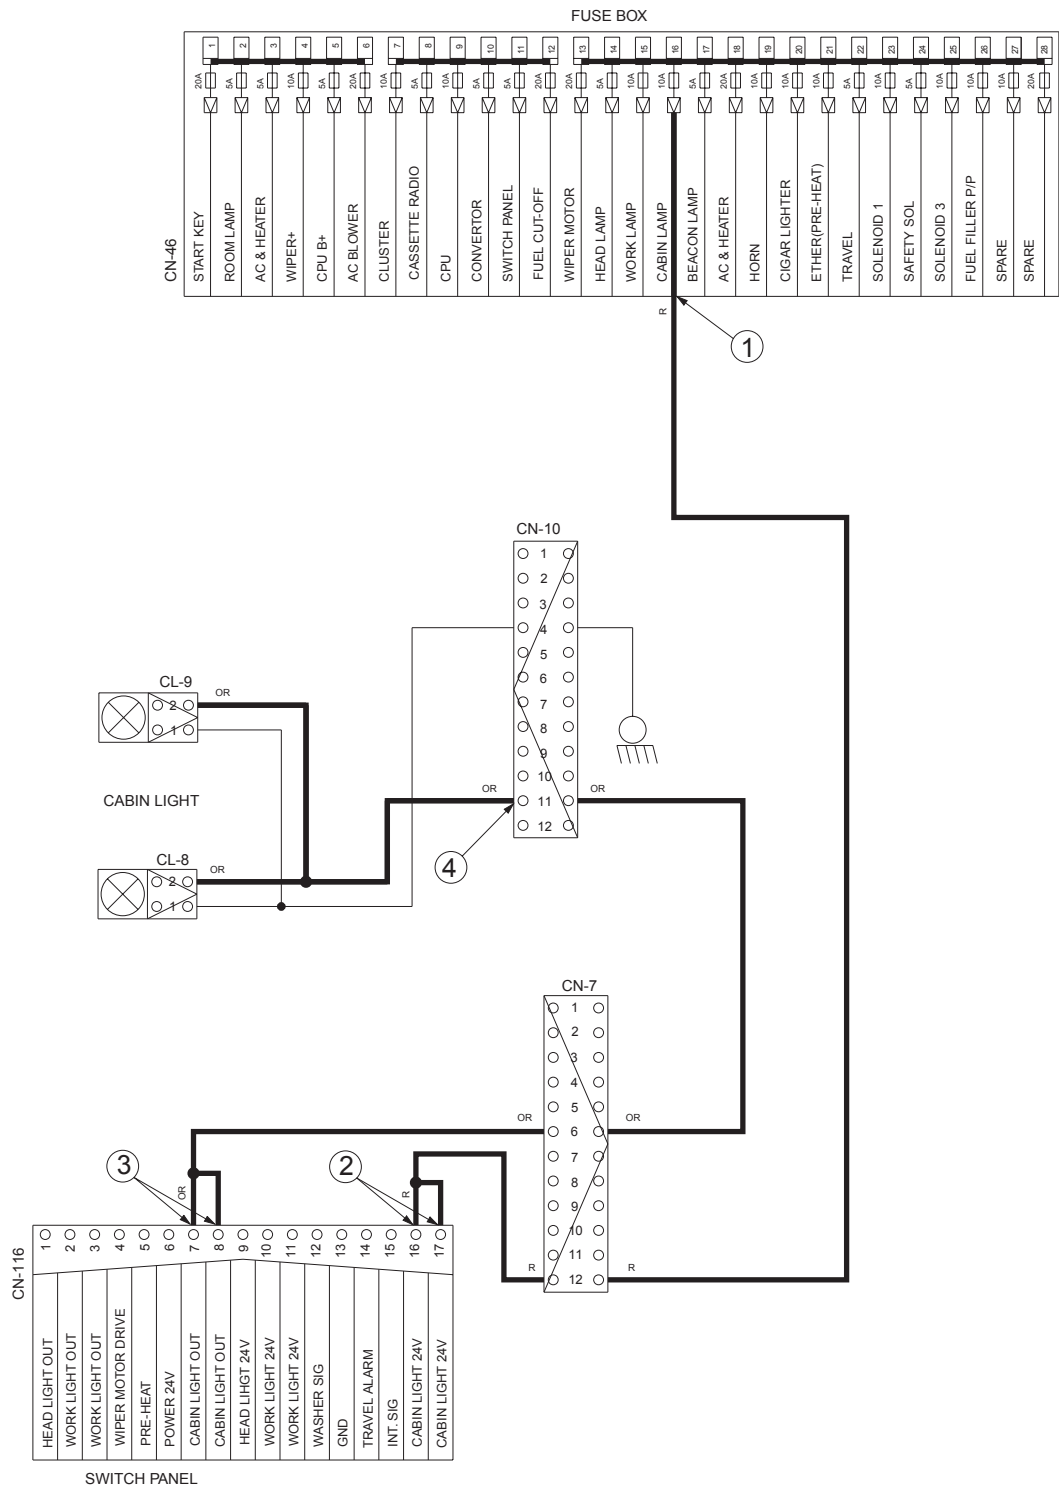 FUSE BOX
1 2 3 4 5 6 7 8 9 10 11 12 13 14 15 16 17 18 19 20 21 22 23 24 25 26 27 28
20A 5A 5A 10A 5A 20A 10A 5A 10A 5A 5A 20A 20A 5A 10A 10A 5A 20A 10A 10A 10A 5A 10A 5A 10A 10A 10A 20A
CN-46
START KEY
ROOM LAMP
AC & HEATER
WIPER+
CPU B+
AC BLOWER
CLUSTER
CASSETTE RADIO
CPU
CONVERTOR
SWITCH PANEL
FUEL CUT-OFF
WIPER MOTOR
HEAD LAMP
WORK LAMP
CABIN LAMP
BEACON LAMP
AC & HEATER
HORN
CIGAR LIGHTER
ETHER(PRE-HEAT)
TRAVEL
SOLENOID 1
SAFETY SOL
SOLENOID 3
FUEL FILLER P/P
SPARE
SPARE
R
1
CN-10
1
2
3
4
5
6
7
8
9
10
11
12
OR
OR
4
CL-9
OR
2
1
CABIN LIGHT
CL-8
OR
2
1
CN-7
1
2
3
4
5
6
7
8
9
10
11
12
OR
OR
R
R
3
2
OR
R
CN-116
1 2 3 4 5 6 7 8 9 10 11 12 13 14 15 16 17
HEAD LIGHT OUT
WORK LIGHT OUT
WORK LIGHT OUT
WIPER MOTOR DRIVE
PRE-HEAT
POWER 24V
CABIN LIGHT OUT
CABIN LIGHT OUT
HEAD LIHGT 24V
WORK LIGHT 24V
WORK LIGHT 24V
WASHER SIG
GND
TRAVEL ALARM
INT. SIG
CABIN LIGHT 24V
CABIN LIGHT 24V
SWITCH PANEL